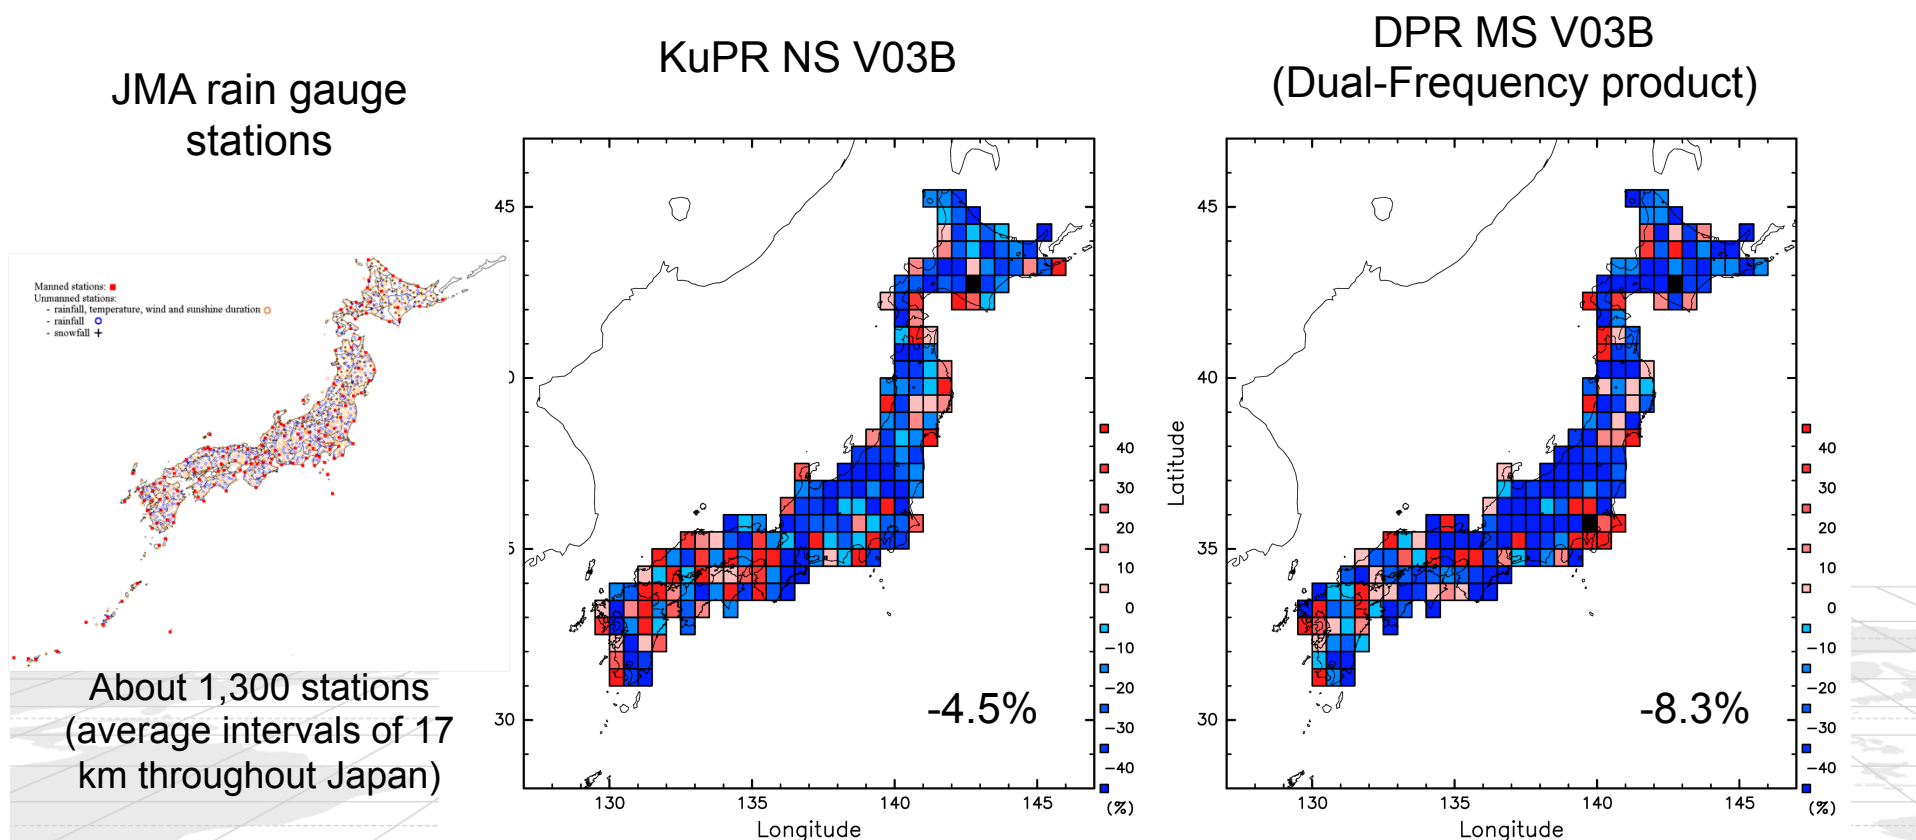 JMA rain gauge
stations
Manned stations:
Unmanned stations:
- rainfall, temperature, wind and sunshine duration
- rainfall
- snowfall
About 1,300 stations
(average intervals of 17
km throughout Japan)
KuPR NS V03B
45
0
5
30
130
135
140
145
Longitude
-4.5%
40
30
20
10
0
-10
-20
-30
-40
(%)
DPR MS V03B
(Dual-Frequency product)
Latitude
45
40
35
30
130
135
140
145
Longitude
-8.3%
40
30
20
10
0
-10
-20
-30
-40
(%)